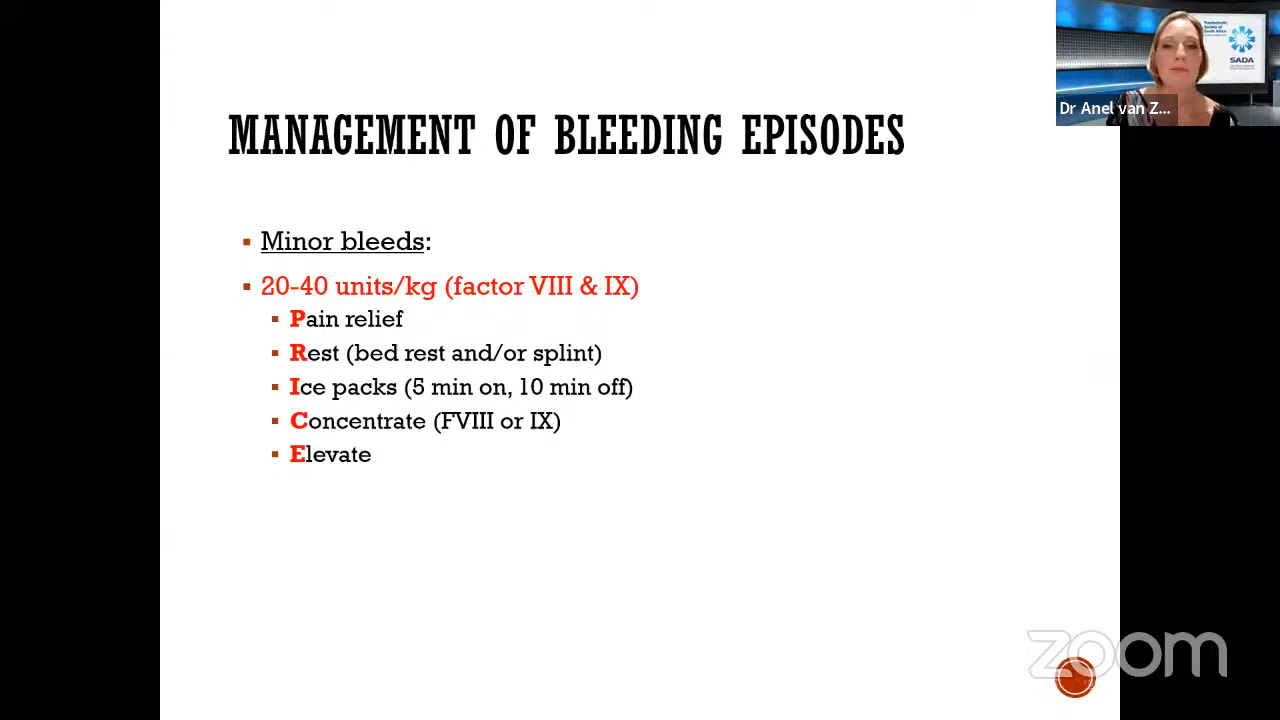 MANAGEMENT OF BLEEDING EPISODES
Minor bleeds:
20-40 units/kg (factor VIII & IX)
Pain relief
Rest (bed rest and/or splint)
Ice packs (5 min on, 10 min off)
Concentrate (FVIII or IX)
Elevate
Dr Anel van Z...
SADA
zoom